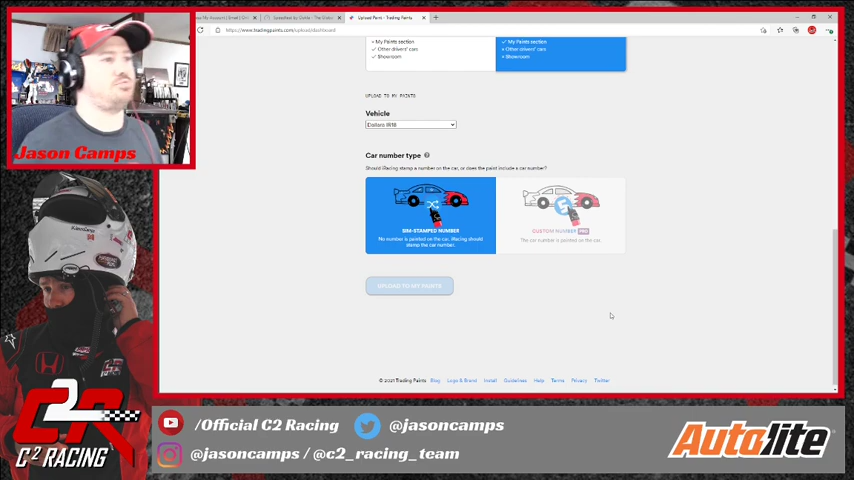 Upload Paint - Trading Paints
https://www.tradingpaints.com/upload/dashboard
My Paints section
Other drivers' cars
Showroom
My Paints section
Other drivers' cars
Showroom
UPLOAD TO MY PAINTS
Vehicle
Dallara IR18
Car number type
Should iRacing stamp a number on the car, or does the paint include a car number?
SIM-STAMPED NUMBER
No number is painted on the car. iRacing should
stamp the car number.
CUSTOM NUMBER PRO
The car number is painted on the car.
UPLOAD TO MY PAINTS
© 2021 Trading Paints Blog Logo & Brand Install Guidelines Help Terms Privacy Twitter
Jason Camps
C2R
C2 RACING
/Official C2 Racing
@jasoncamps
@jasoncamps / @c2_racing_team
Autolite